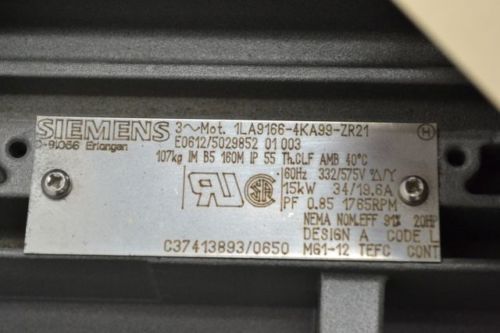 SIEMENS 3~Mot. 1LA9166-4KA99-ZR21
D-91056 Erlangen E0612/5029852 01 003
107kg IM B5 160M IP 55 Th.CLF AMB 40°C
60Hz 332/575V △/Y
15kW 34/19.6A
PF 0.85 1765RPM
NEMA NOM.EFF 91% 20HP
DESIGN A CODE L
C37413893/0650 MG1-12 TEFC CONT